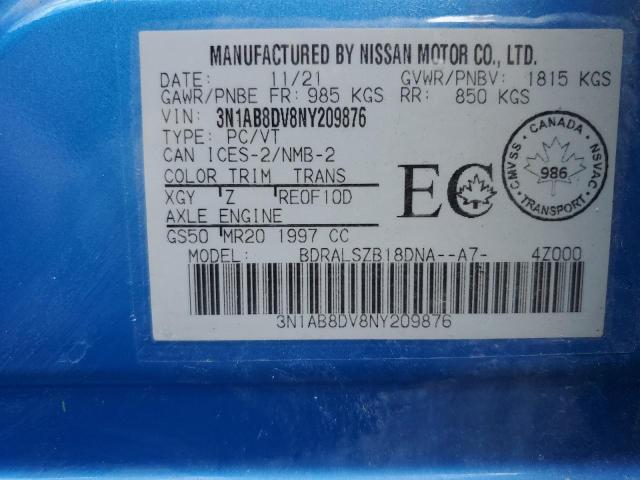 MANUFACTURED BY NISSAN MOTOR CO., LTD.
DATE: 11/21 GVWR/PNBV: 1815 KGS
GAWR/PNBE FR: 985 KGS RR: 850 KGS
VIN: 3N1AB8DV8NY209876
TYPE: PC/VT
CAN ICES-2/NMB-2
COLOR TRIM TRANS
XGY Z RE0F10D
AXLE ENGINE
GS50 MR20 1997 CC
MODEL: BDRALSZB18DNA--A7- 4Z000
3N1AB8DV8NY209876
EC
CANADA
CMVSS 986 NSVAC
TRANSPORT